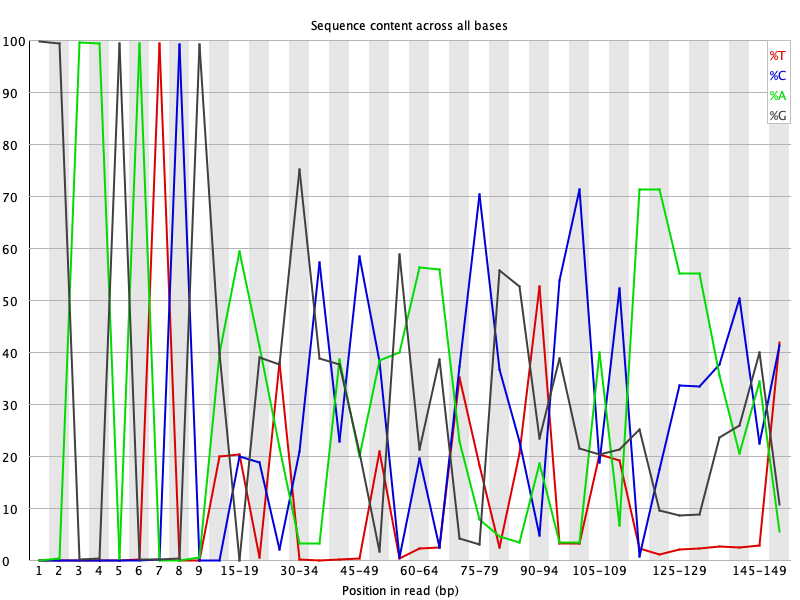 Sequence content across all bases
100
90
80
70
60
50
40
30
20
10
0
%T
%C
%A
%G
1 2 3 4 5 6 7 8 9 15-19 30-34 45-49 60-64 75-79 90-94 105-109 125-129 145-149
Position in read (bp)